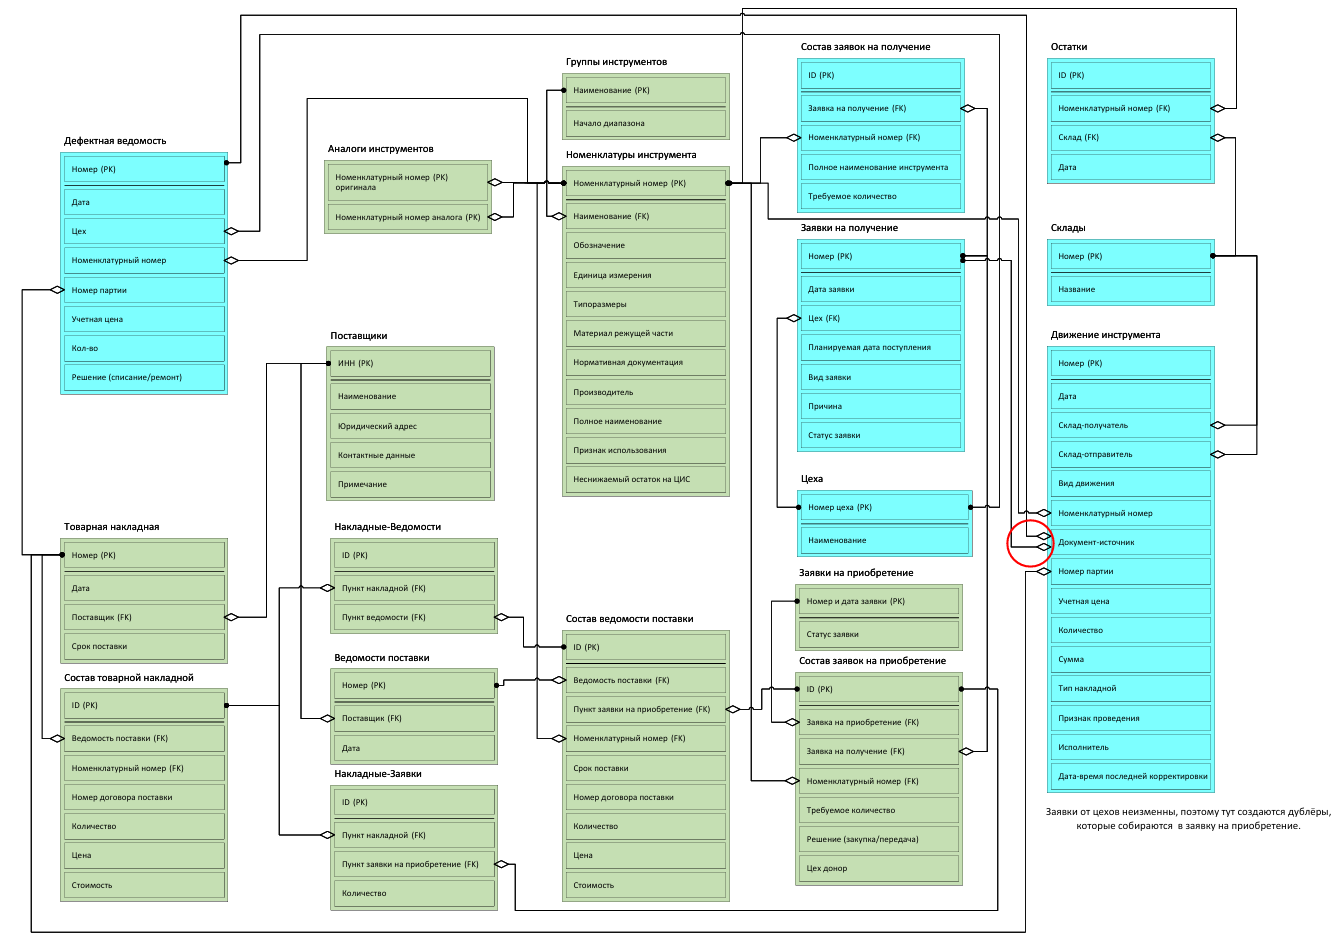 Дефектная ведомость
Номер (PK)
Дата
Цех
Номенклатурный номер
Номер партии
Учетная цена
Кол-во
Решение (списание/ремонт)
Товарная накладная
Номер (PK)
Дата
Поставщик (FK)
Срок поставки
Состав товарной накладной
ID (PK)
Ведомость поставки (FK)
Номенклатурный номер (FK)
Номер договора поставки
Количество
Цена
Стоимость
Аналоги инструментов
Номенклатурный номер (PK)
оригинала
Номенклатурный номер аналога (PK)
Поставщики
ИНН (PK)
Наименование
Юридический адрес
Контактные данные
Примечание
Накладные-Ведомости
ID (PK)
Пункт накладной (FK)
Пункт ведомости (FK)
Ведомости поставки
Номер (PK)
Поставщик (FK)
Дата
Накладные-Заявки
ID (PK)
Пункт накладной (FK)
Пункт заявки на приобретение (FK)
Количество
Группы инструментов
Наименование (PK)
Начало диапазона
Номенклатуры инструмента
Номенклатурный номер (PK)
Наименование (FK)
Обозначение
Единица измерения
Типоразмеры
Материал режущей части
Нормативная документация
Производитель
Полное наименование
Признак использования
Неснижаемый остаток на ЦИС
Состав ведомости поставки
ID (PK)
Ведомость поставки (FK)
Пункт заявки на приобретение (FK)
Номенклатурный номер (FK)
Срок поставки
Номер договора поставки
Количество
Цена
Стоимость
Состав заявок на получение
ID (PK)
Заявка на получение (FK)
Номенклатурный номер (FK)
Полное наименование инструмента
Требуемое количество
Заявки на получение
Номер (PK)
Дата заявки
Цех (FK)
Планируемая дата поступления
Вид заявки
Причина
Статус заявки
Цеха
Номер цеха (PK)
Наименование
Заявки на приобретение
Номер и дата заявки (PK)
Статус заявки
Состав заявок на приобретение
ID (PK)
Заявка на приобретение (FK)
Заявка на получение (FK)
Номенклатурный номер (FK)
Требуемое количество
Решение (закупка/передача)
Цех донор
Остатки
ID (PK)
Номенклатурный номер (FK)
Склад (FK)
Дата
Склады
Номер (PK)
Название
Движение инструмента
Номер (PK)
Дата
Склад-получатель
Склад-отправитель
Вид движения
Номенклатурный номер
Документ-источник
Номер партии
Учетная цена
Количество
Сумма
Тип накладной
Признак проведения
Исполнитель
Дата-время последней корректировки
Заявки от цехов неизменны, поэтому тут создаются дублёры,
которые собираются в заявку на приобретение.